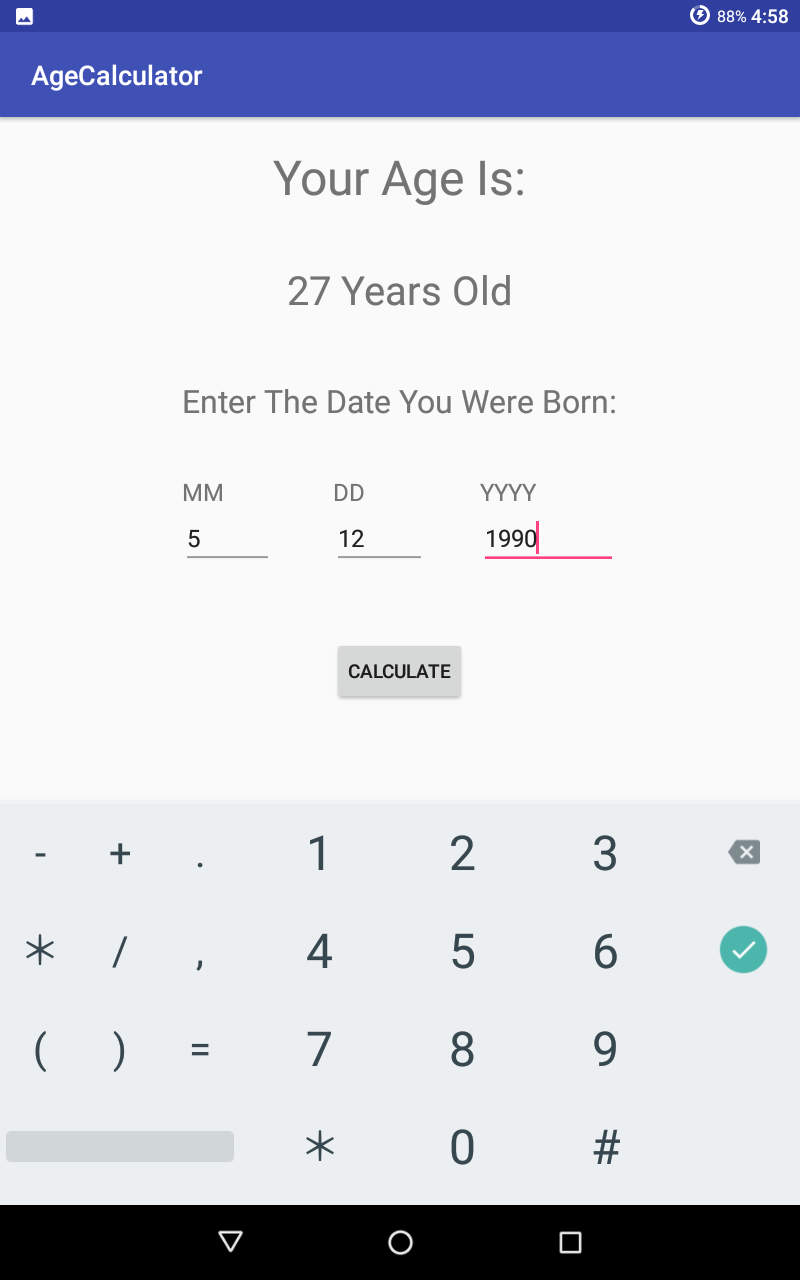 88% 4:58
AgeCalculator
Your Age Is:
27 Years Old
Enter The Date You Were Born:
MM DD YYYY
5 12 1990
CALCULATE
- + . 1 2 3
* / , 4 5 6
( ) = 7 8 9
* 0 #